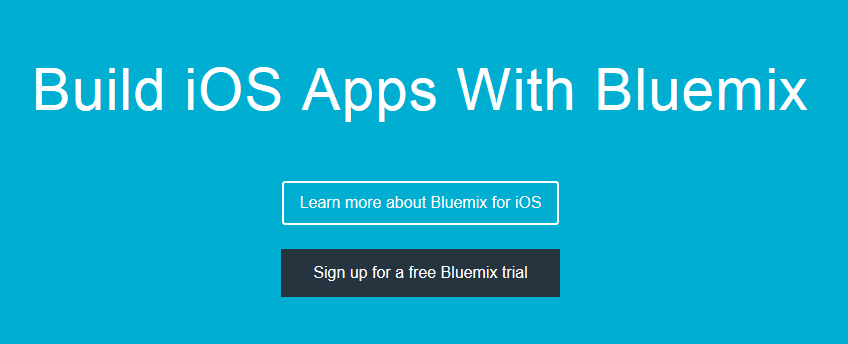 Build iOS Apps With Bluemix
Learn more about Bluemix for iOS
Sign up for a free Bluemix trial